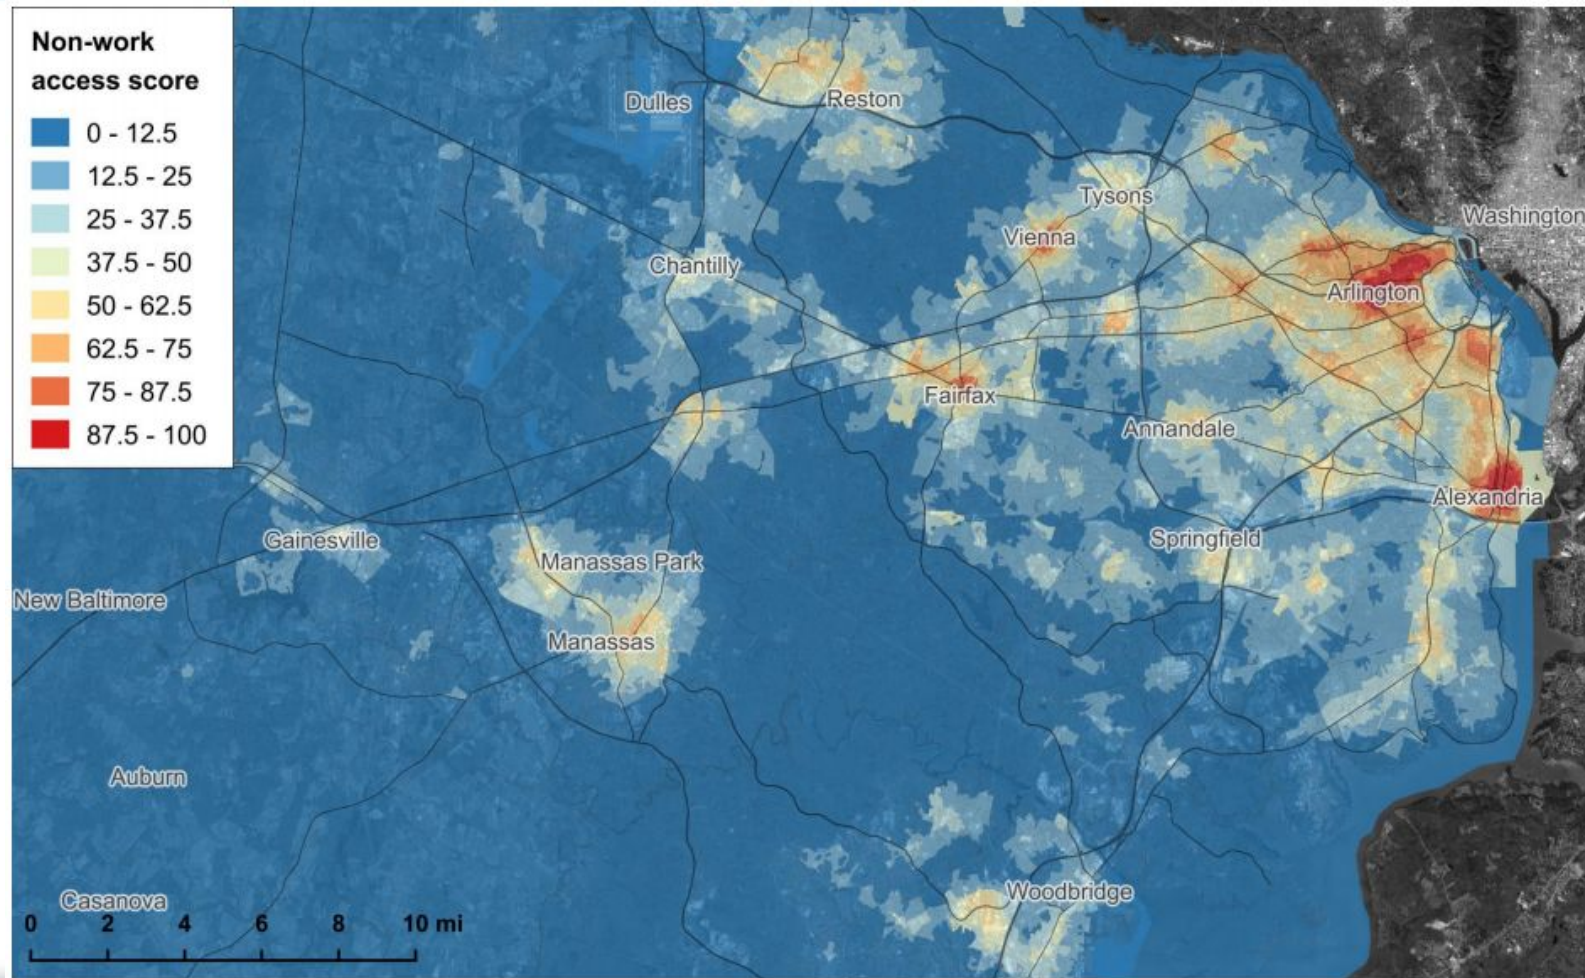 Non-work
access score
0 - 12.5
12.5 - 25
25 - 37.5
37.5 - 50
50 - 62.5
62.5 - 75
75 - 87.5
87.5 - 100
Dulles
Reston
Tysons
Washington
Vienna
Chantilly
Arlington
Fairfax
Annandale
Alexandria
Gainesville
Springfield
Manassas Park
New Baltimore
Manassas
Auburn
Woodbridge
Casanova
0 2 4 6 8 10 mi